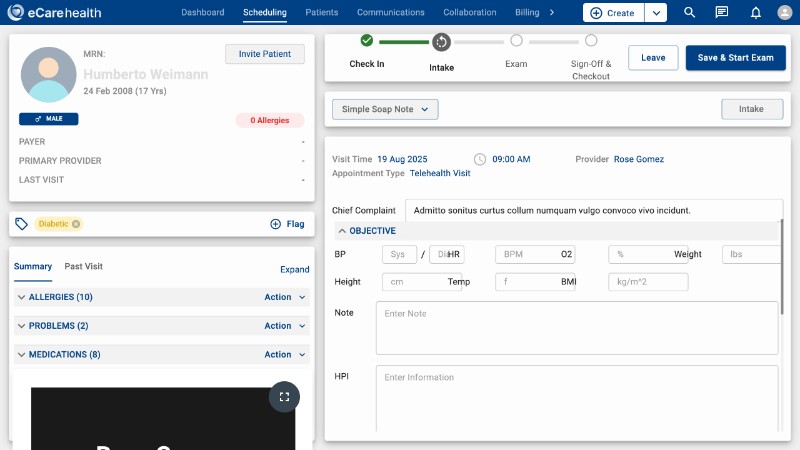 eCarehealth
Dashboard
Scheduling
Patients
Communications
Collaboration
Billing
Create
MRN:
Invite Patient
Humberto Weimann
24 Feb 2008 (17 Yrs)
MALE
0 Allergies
PAYER -
PRIMARY PROVIDER -
LAST VISIT -
Diabetic
Flag
Summary
Past Visit
Expand
ALLERGIES (10) Action
PROBLEMS (2) Action
MEDICATIONS (8) Action
Check In
Intake
Exam
Sign-Off &
Checkout
Leave
Save & Start Exam
Simple Soap Note
Intake
Visit Time 19 Aug 2025 09:00 AM Provider Rose Gomez
Appointment Type Telehealth Visit
Chief Complaint Admitto sonitus curtus collum numquam vulgo convoco vivo incidunt.
OBJECTIVE
BP Sys / Dia HR BPM O2 % Weight lbs
Height cm Temp f BMI kg/m^2
Note Enter Note
HPI Enter Information